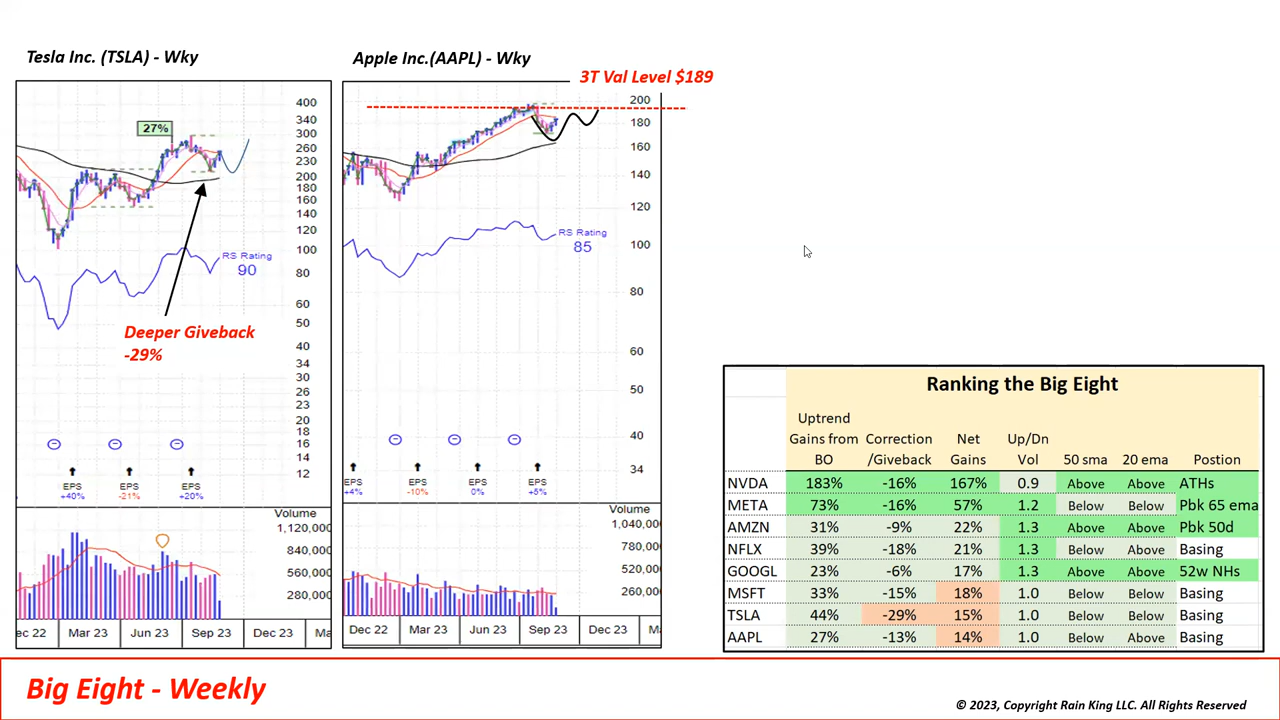 Tesla Inc. (TSLA) - Wky
400
340
300
260
230
200
180
160
140
120
100
80
60
50
40
34
30
26
23
20
18
16
14
12
27%
RS Rating
90
Deeper Giveback
-29%
EPS EPS EPS
+40% -21% +20%
Volume
1,120,000
840,000
560,000
280,000
ec 22 Mar 23 Jun 23 Sep 23 Dec 23 Ma
Apple Inc.(AAPL) - Wky
3T Val Level $189
200
180
160
140
120
100
80
60
50
40
34
RS Rating
85
EPS EPS EPS EPS
+4% -10% 0% +5%
Volume
1,040,000
780,000
520,000
260,000
Dec 22 Mar 23 Jun 23 Sep 23 Dec 23 M
Ranking the Big Eight
Uptrend
Gains from Correction Net Up/Dn
BO /Giveback Gains Vol 50 sma 20 ema Postion
NVDA 183% -16% 167% 0.9 Above Above ATHs
META 73% -16% 57% 1.2 Below Below Pbk 65 ema
AMZN 31% -9% 22% 1.3 Above Above Pbk 50d
NFLX 39% -18% 21% 1.3 Below Above Basing
GOOGL 23% -6% 17% 1.3 Above Above 52w NHs
MSFT 33% -15% 18% 1.0 Below Below Basing
TSLA 44% -29% 15% 1.0 Below Below Basing
AAPL 27% -13% 14% 1.0 Below Above Basing
Big Eight - Weekly
© 2023, Copyright Rain King LLC. All Rights Reserved